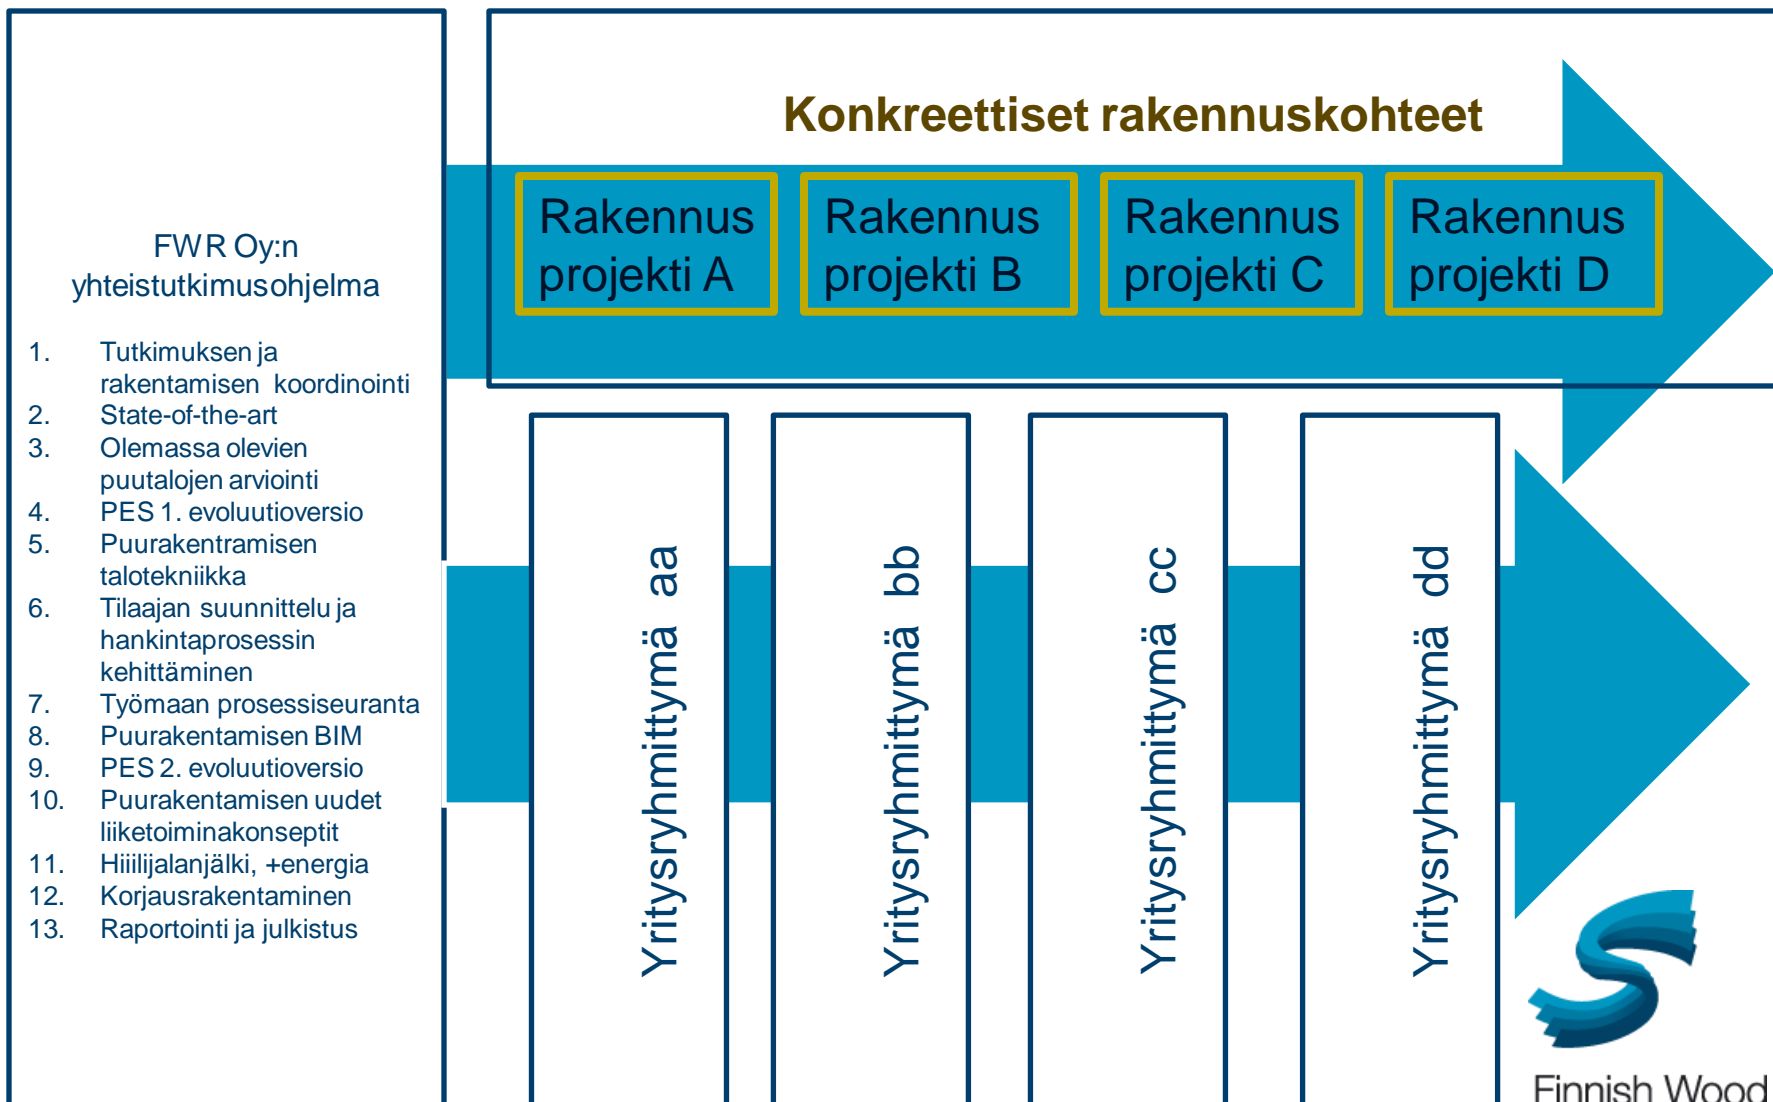 FWR Oy:n
yhteistutkimusohjelma
1. Tutkimuksen ja
rakentamisen koordinointi
2. State-of-the-art
3. Olemassa olevien
puutalojen arviointi
4. PES 1. evoluutioversio
5. Puurakentramisen
talotekniikka
6. Tilaajan suunnittelu ja
hankintaprosessin
kehittäminen
7. Työmaan prosessiseuranta
8. Puurakentamisen BIM
9. PES 2. evoluutioversio
10. Puurakentamisen uudet
liiketoiminakonseptit
11. Hiiilijalanjälki, +energia
12. Korjausrakentaminen
13. Raportointi ja julkistus
Konkreettiset rakennuskohteet
Rakennus
projekti A
Rakennus
projekti B
Rakennus
projekti C
Rakennus
projekti D
Yritysryhmittymä aa
Yritysryhmittymä bb
Yritysryhmittymä cc
Yritysryhmittymä dd
Finnish Wood